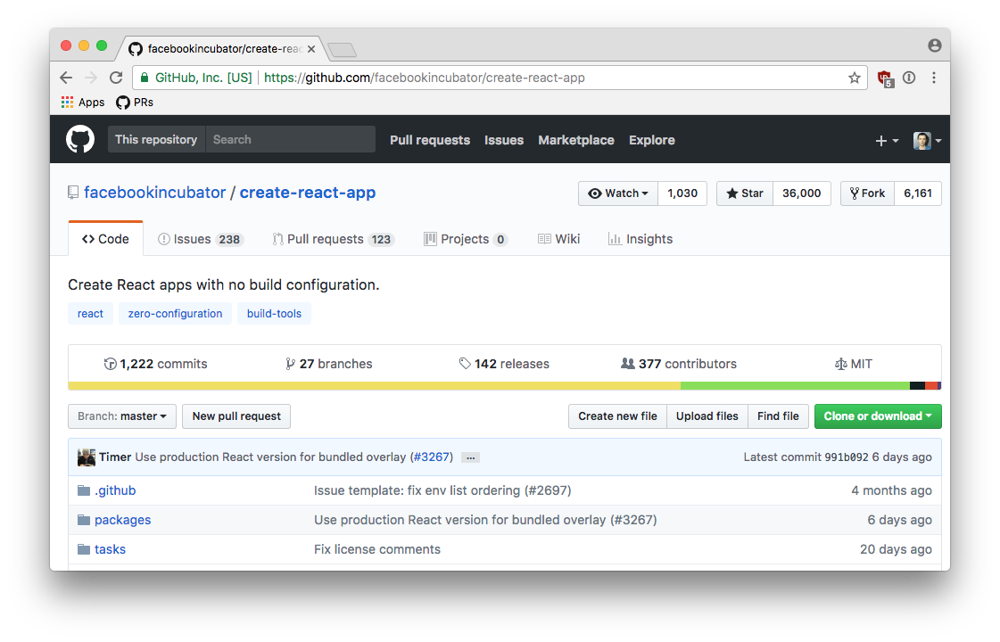 facebookincubator/create-reac
GitHub, Inc. [US] https://github.com/facebookincubator/create-react-app
5
Apps PRs
This repository Search Pull requests Issues Marketplace Explore
facebookincubator / create-react-app Watch 1,030 Star 36,000 Fork 6,161
Code Issues 238 Pull requests 123 Projects 0 Wiki Insights
Create React apps with no build configuration.
react zero-configuration build-tools
1,222 commits 27 branches 142 releases 377 contributors MIT
Branch: master New pull request Create new file Upload files Find file Clone or download
Timer Use production React version for bundled overlay (#3267) … Latest commit 991b092 6 days ago
.github Issue template: fix env list ordering (#2697) 4 months ago
packages Use production React version for bundled overlay (#3267) 6 days ago
tasks Fix license comments 20 days ago